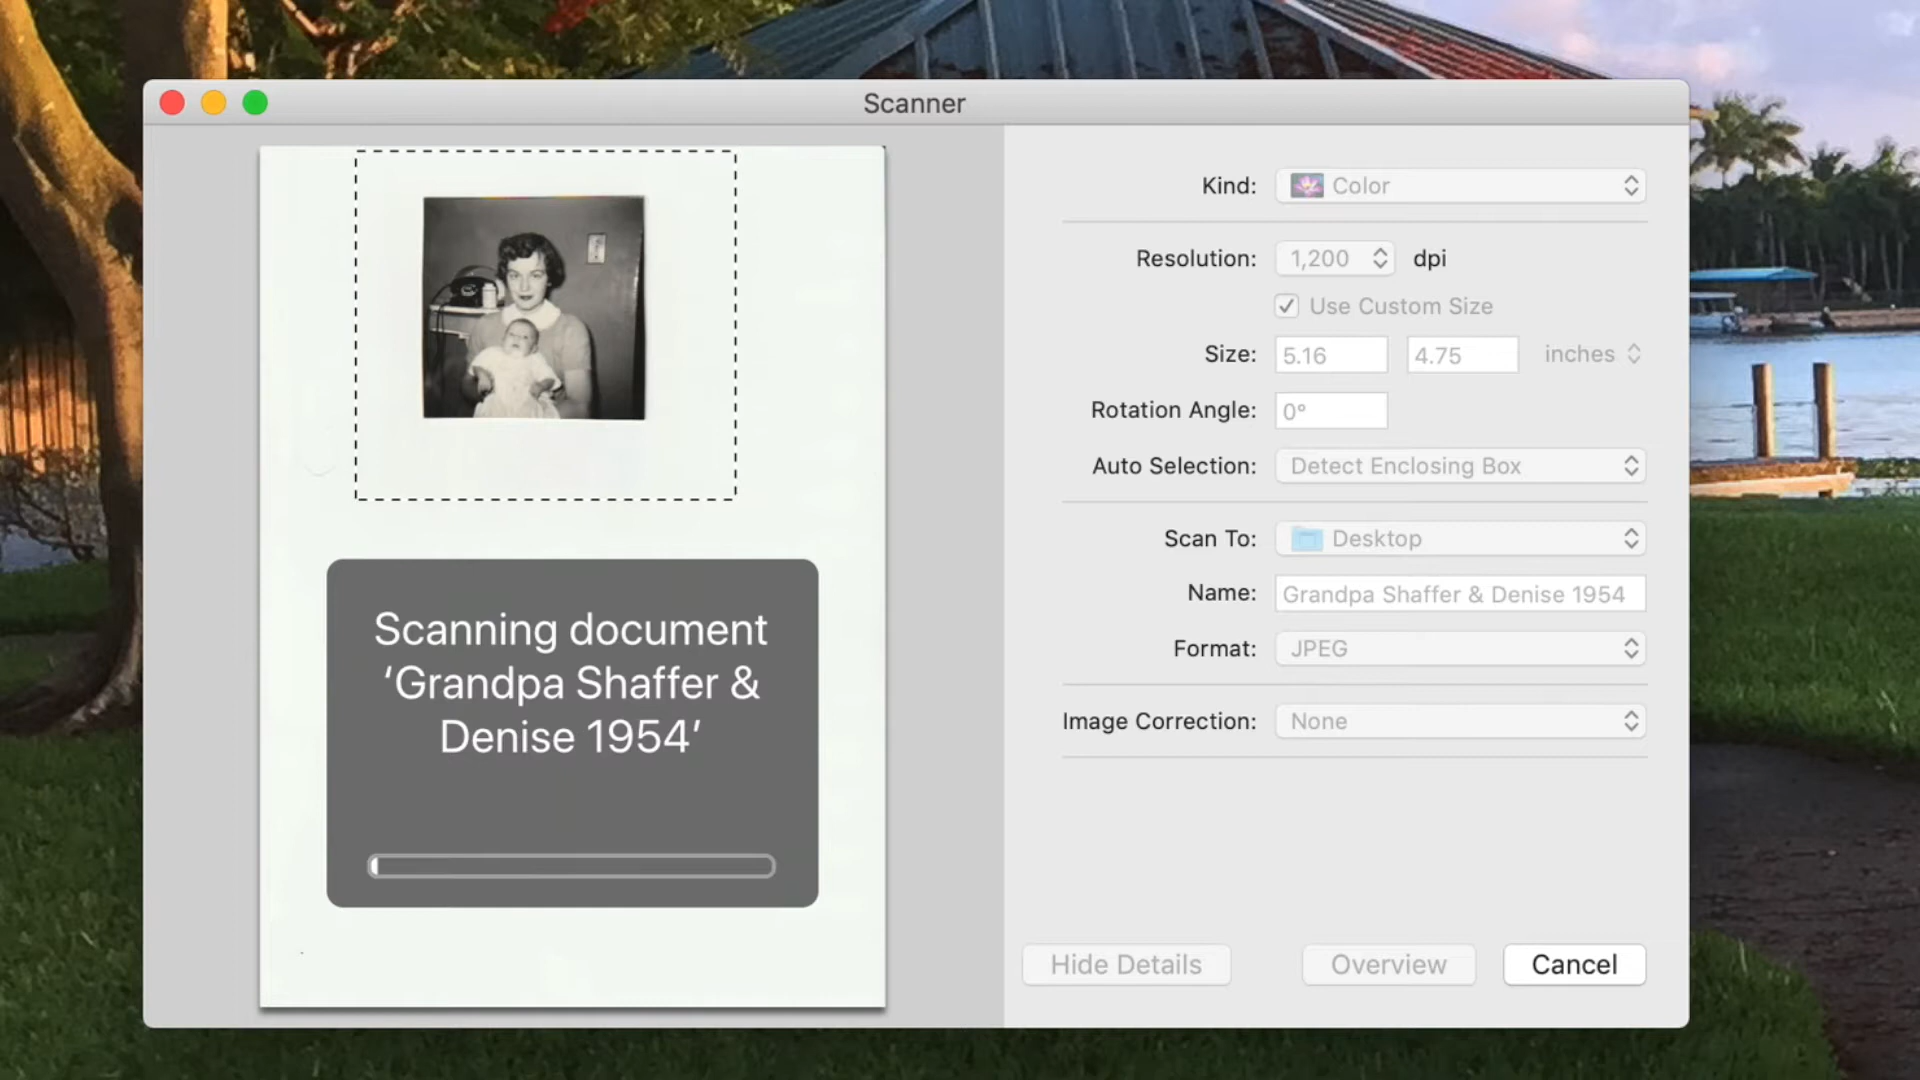 Scanner
Kind: Color
Resolution: 1,200 dpi
Use Custom Size
Size: 5.16 4.75 inches
Rotation Angle: 0°
Auto Selection: Detect Enclosing Box
Scan To: Desktop
Name: Grandpa Shaffer & Denise 1954
Format: JPEG
Image Correction: None
Scanning document
‘Grandpa Shaffer &
Denise 1954’
Hide Details Overview Cancel